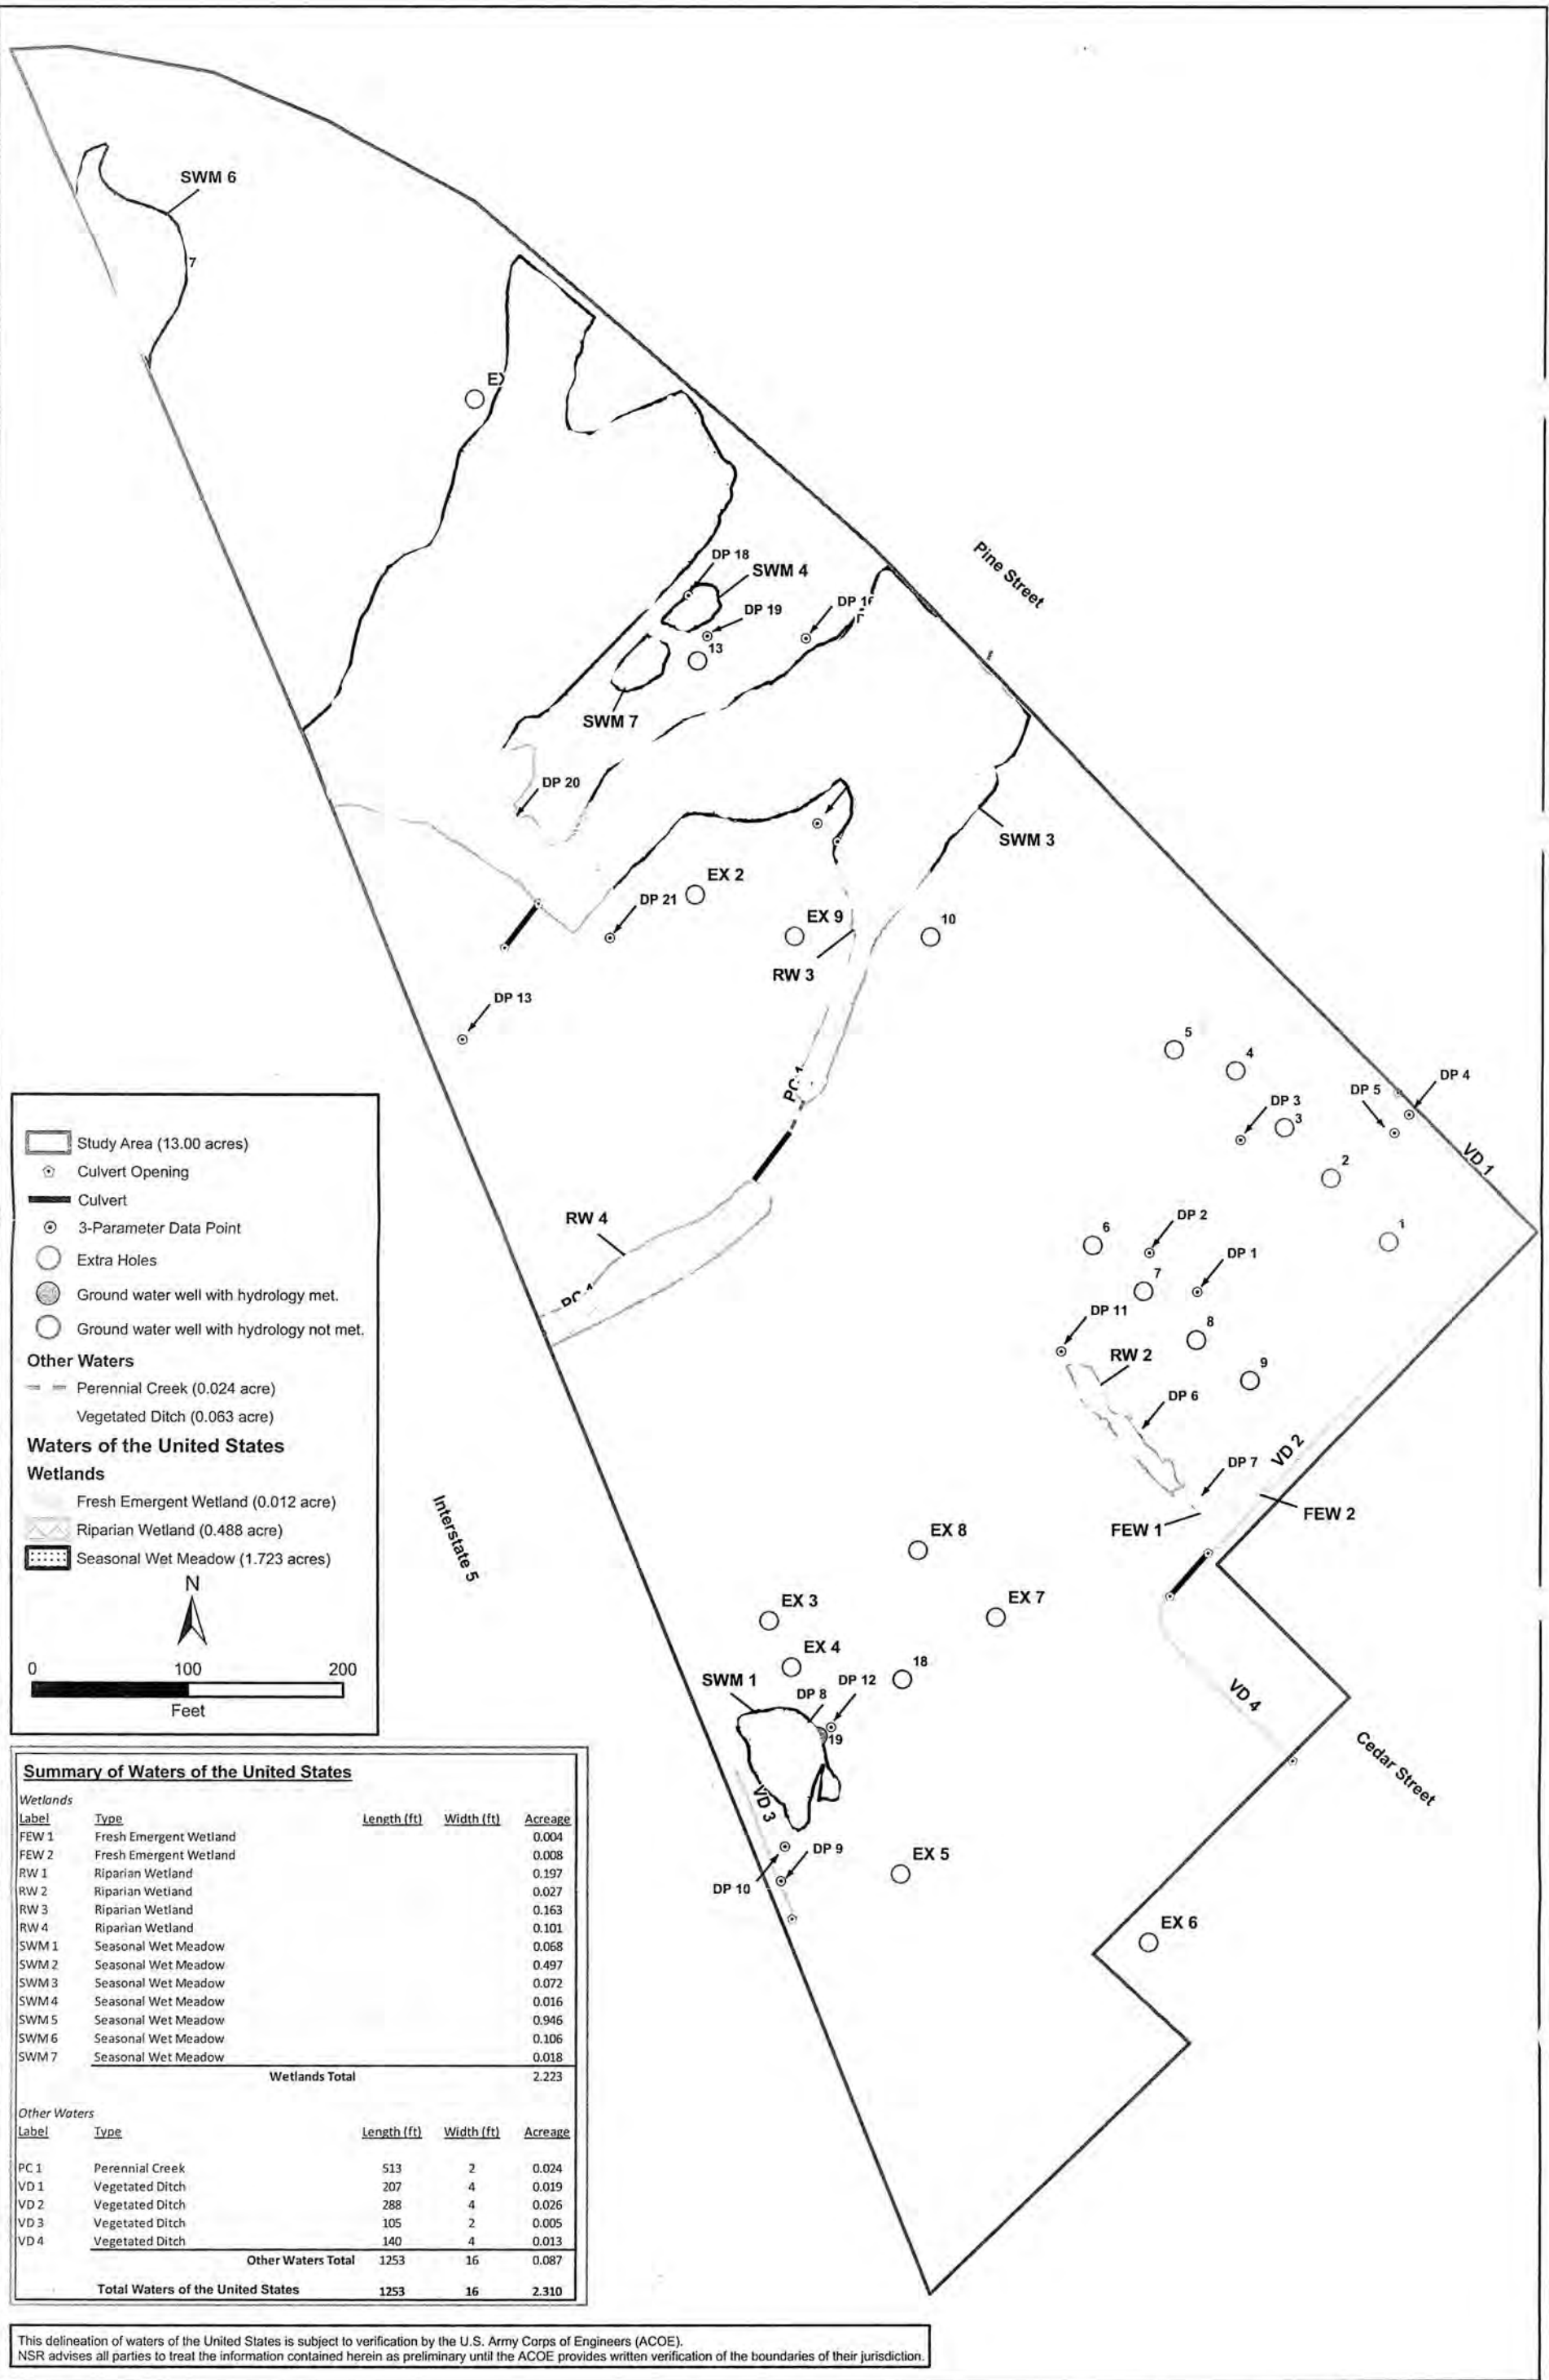 SWM 6
7
DP 18
SWM 4
DP 19
13
SWM 7
Pine Street
DP 20
SWM 3
EX 2
DP 21
EX 9
10
RW 3
DP 13
5
4
DP 4
DP 5
DP 3
3
VD 1
2
RW 4
6
DP 2
1
DP 1
7
DP 11
8
RW 2
9
DP 6
VD 2
DP 7
FEW 2
FEW 1
Interstate 5
EX 8
EX 3
EX 7
EX 4
18
SWM 1
DP 12
DP 8
VD 4
19
Cedar Street
VD 3
DP 9
EX 5
DP 10
EX 6
Study Area (13.00 acres)
Culvert Opening
Culvert
3-Parameter Data Point
Extra Holes
Ground water well with hydrology met.
Ground water well with hydrology not met.
Other Waters
Perennial Creek (0.024 acre)
Vegetated Ditch (0.063 acre)
Waters of the United States
Wetlands
Fresh Emergent Wetland (0.012 acre)
Riparian Wetland (0.488 acre)
Seasonal Wet Meadow (1.723 acres)
N
0 100 200
Feet
Summary of Waters of the United States
Wetlands
Label Type Length (ft) Width (ft) Acreage
FEW 1 Fresh Emergent Wetland 0.004
FEW 2 Fresh Emergent Wetland 0.008
RW 1 Riparian Wetland 0.197
RW 2 Riparian Wetland 0.027
RW 3 Riparian Wetland 0.163
RW 4 Riparian Wetland 0.101
SWM 1 Seasonal Wet Meadow 0.068
SWM 2 Seasonal Wet Meadow 0.497
SWM 3 Seasonal Wet Meadow 0.072
SWM 4 Seasonal Wet Meadow 0.016
SWM 5 Seasonal Wet Meadow 0.946
SWM 6 Seasonal Wet Meadow 0.106
SWM 7 Seasonal Wet Meadow 0.018
Wetlands Total 2.223
Other Waters
Label Type Length (ft) Width (ft) Acreage
PC 1 Perennial Creek 513 2 0.024
VD 1 Vegetated Ditch 207 4 0.019
VD 2 Vegetated Ditch 288 4 0.026
VD 3 Vegetated Ditch 105 2 0.005
VD 4 Vegetated Ditch 140 4 0.013
Other Waters Total 1253 16 0.087
Total Waters of the United States 1253 16 2.310
This delineation of waters of the United States is subject to verification by the U.S. Army Corps of Engineers (ACOE).
NSR advises all parties to treat the information contained herein as preliminary until the ACOE provides written verification of the boundaries of their jurisdiction.